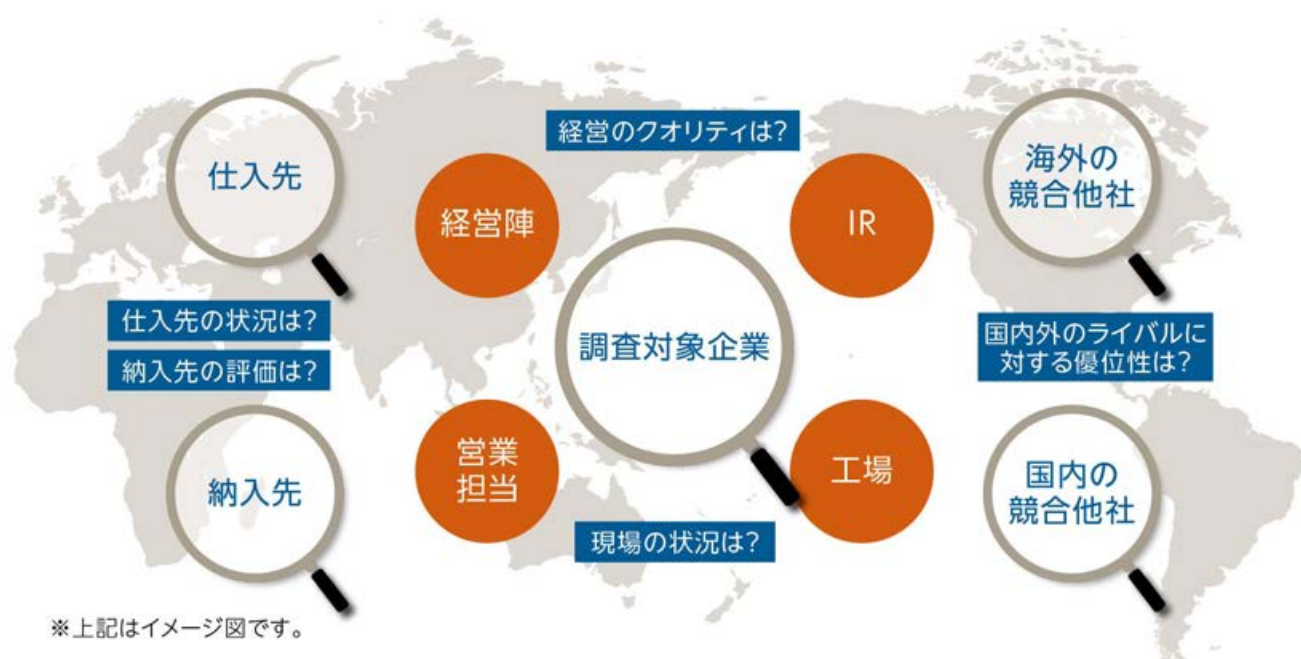 仕入先
仕入先の状況は?
納入先の評価は?
納入先
経営のクオリティは?
経営陣
IR
調査対象企業
営業
担当
工場
現場の状況は?
海外の
競合他社
国内外のライバルに
対する優位性は?
国内の
競合他社
※上記はイメージ図です。